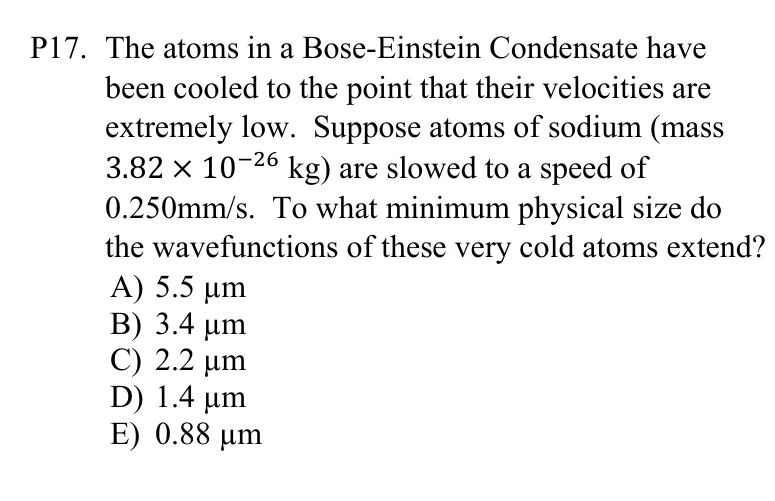 P17. The atoms in a Bose-Einstein Condensate have
been cooled to the point that their velocities are
extremely low. Suppose atoms of sodium (mass
3.82 × 10⁻²⁶ kg) are slowed to a speed of
0.250mm/s. To what minimum physical size do
the wavefunctions of these very cold atoms extend?
A) 5.5 μm
B) 3.4 μm
C) 2.2 μm
D) 1.4 μm
E) 0.88 μm